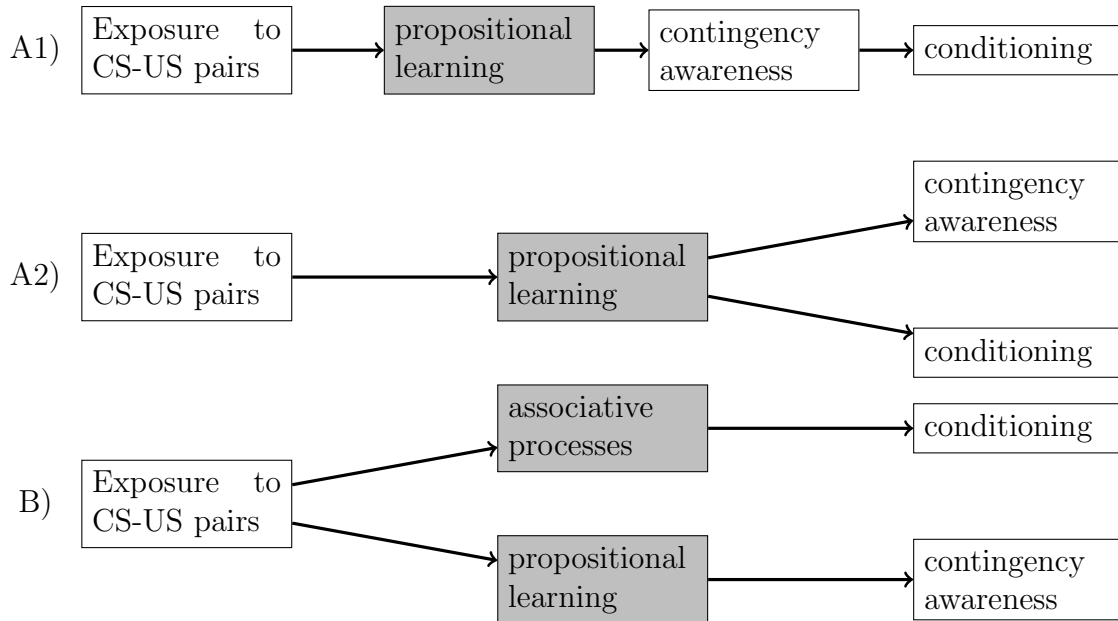 A1)
Exposure to
CS-US pairs
propositional
learning
contingency
awareness
conditioning
A2)
Exposure to
CS-US pairs
propositional
learning
contingency
awareness
conditioning
B)
Exposure to
CS-US pairs
associative
processes
conditioning
propositional
learning
contingency
awareness